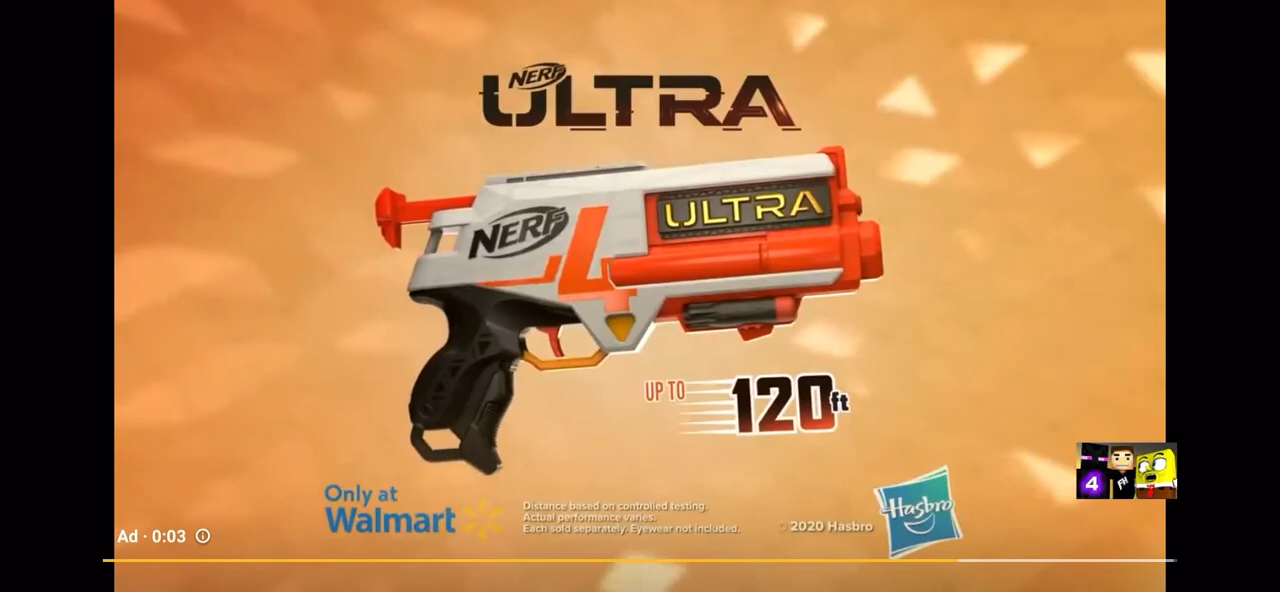 NERF
ULTRA
ULTRA
NERF
UP TO
120ft
Only at
Walmart
Distance based on controlled testing.
Actual performance varies.
Each sold separately. Eyewear not included.
© 2020 Hasbro
Hasbro
Ad · 0:03
4
FH